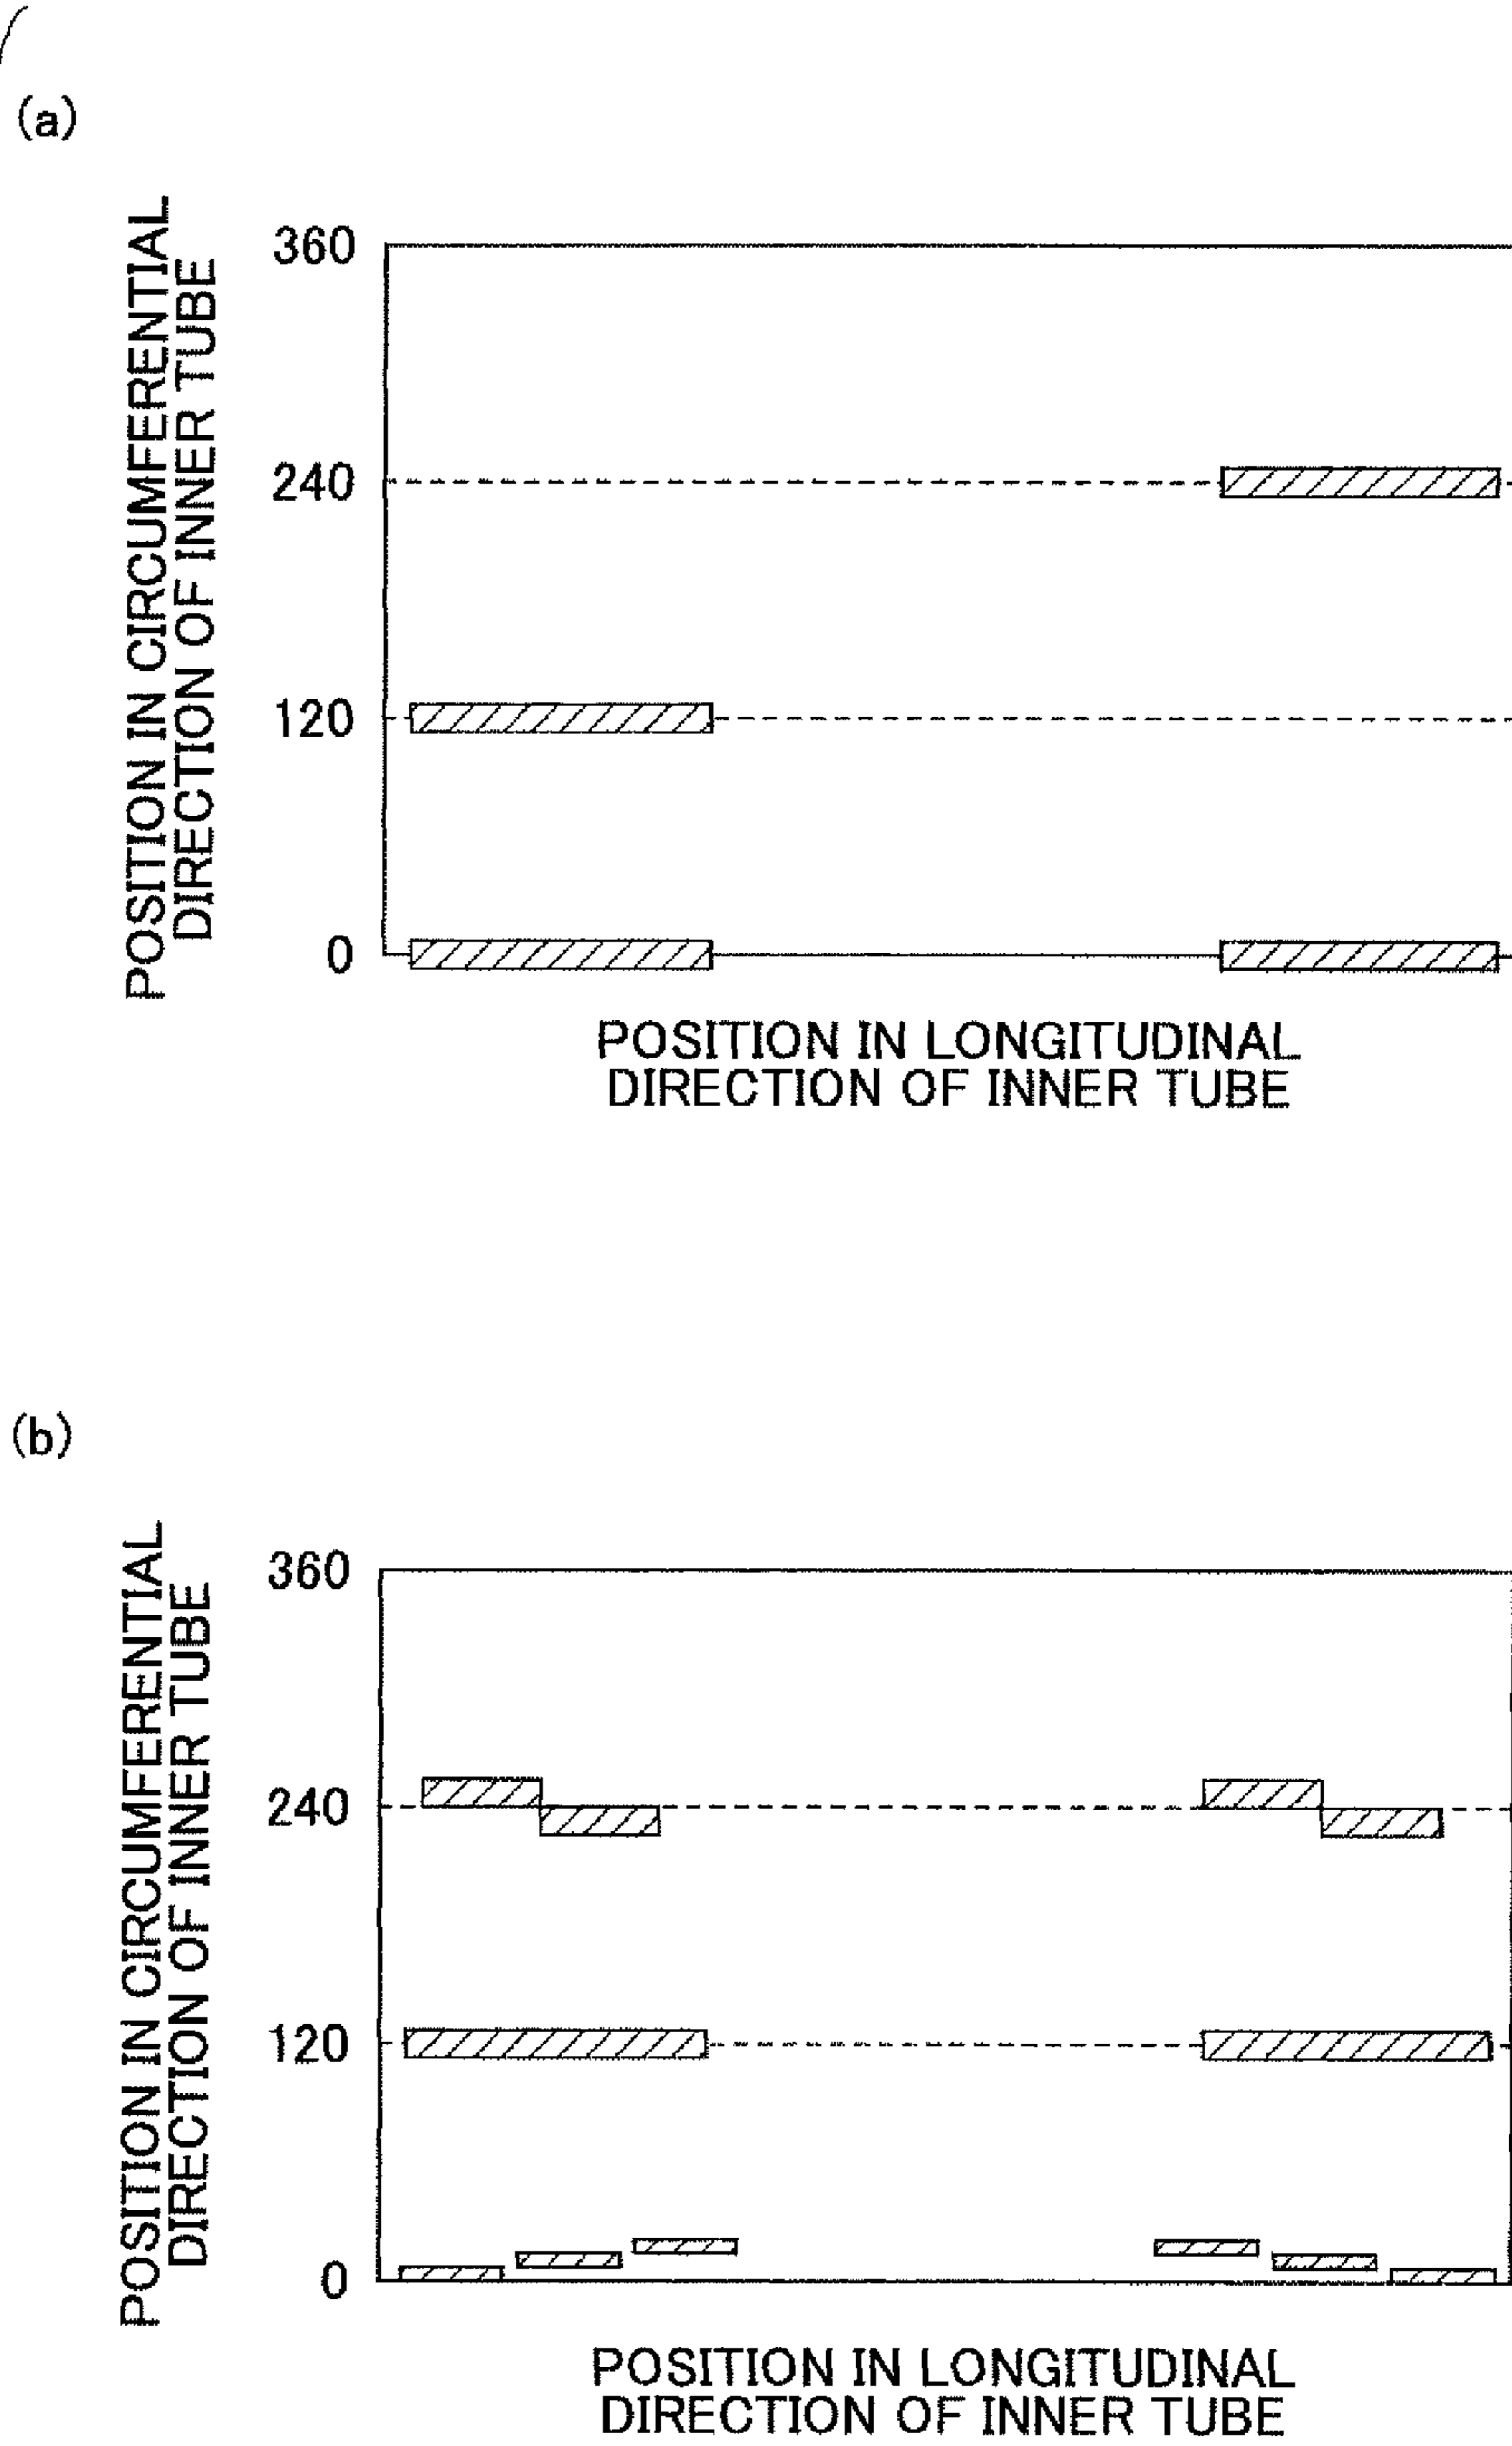 (a)
POSITION IN CIRCUMFERENTIAL
DIRECTION OF INNER TUBE
360
240
120
0
POSITION IN LONGITUDINAL
DIRECTION OF INNER TUBE
(b)
POSITION IN CIRCUMFERENTIAL
DIRECTION OF INNER TUBE
360
240
120
0
POSITION IN LONGITUDINAL
DIRECTION OF INNER TUBE